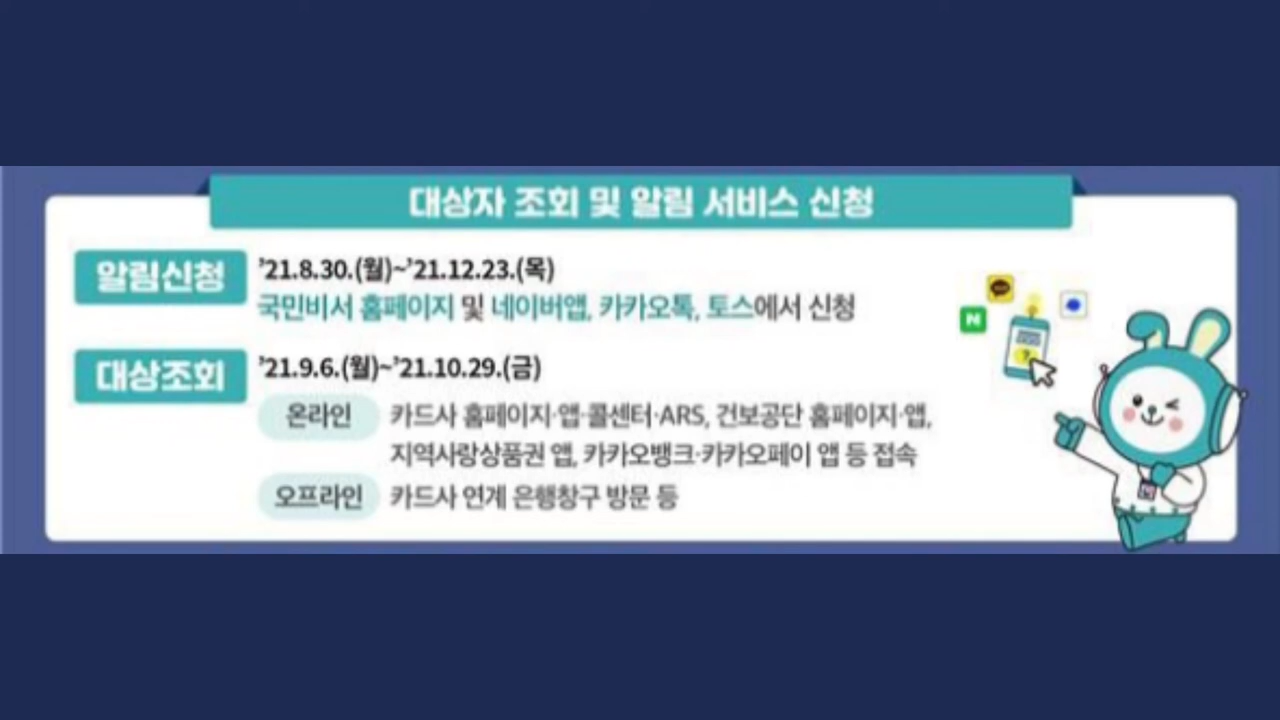 대상자 조회 및 알림 서비스 신청
알림신청
’21.8.30.(월)~’21.12.23.(목)
국민비서 홈페이지 및 네이버앱, 카카오톡, 토스에서 신청
대상조회
’21.9.6.(월)~’21.10.29.(금)
온라인 카드사 홈페이지·앱·콜센터·ARS, 건보공단 홈페이지·앱,
지역사랑상품권 앱, 카카오뱅크·카카오페이 앱 등 접속
오프라인 카드사 연계 은행창구 방문 등
N
?